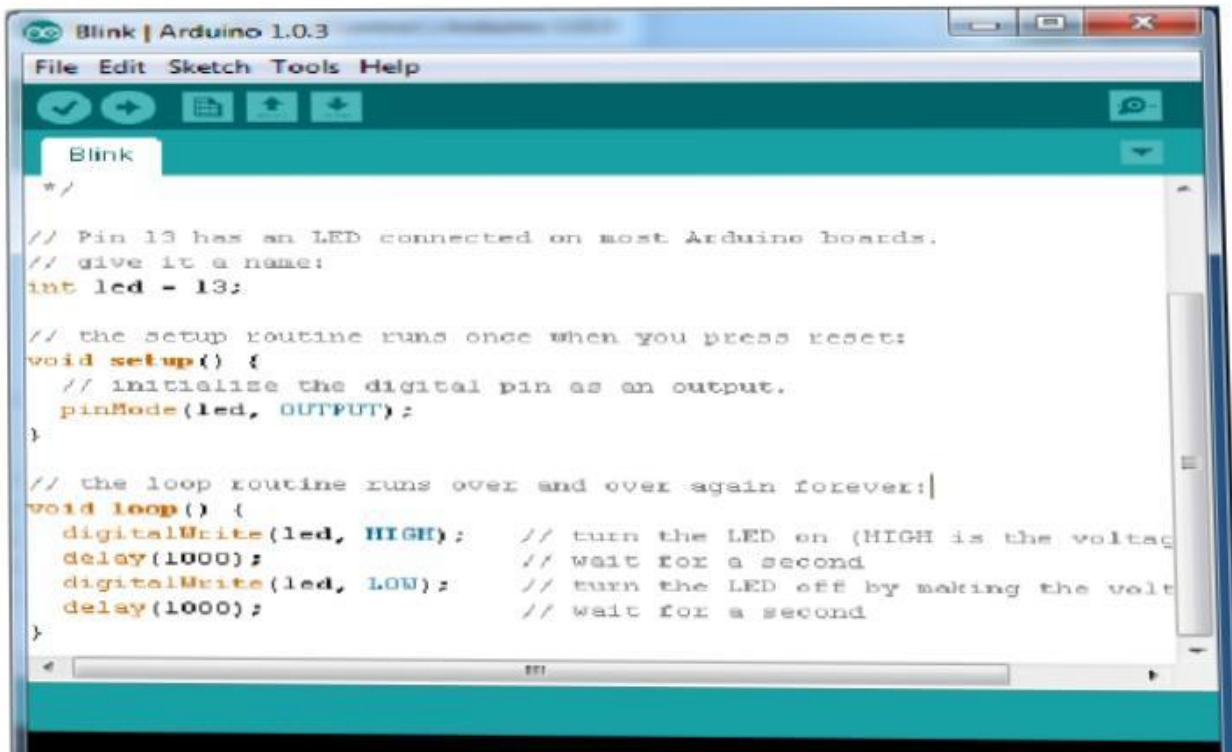 Blink | Arduino 1.0.3
File Edit Sketch Tools Help
Blink
*/
// Pin 13 has an LED connected on most Arduino boards.
// give it a name:
int led = 13;
// the setup routine runs once when you press reset:
void setup() {
// initialize the digital pin as an output.
pinMode(led, OUTPUT);
}
// the loop routine runs over and over again forever:
void loop() {
digitalWrite(led, HIGH); // turn the LED on (HIGH is the voltag
delay(1000); // wait for a second
digitalWrite(led, LOW); // turn the LED off by making the volt
delay(1000); // wait for a second
}